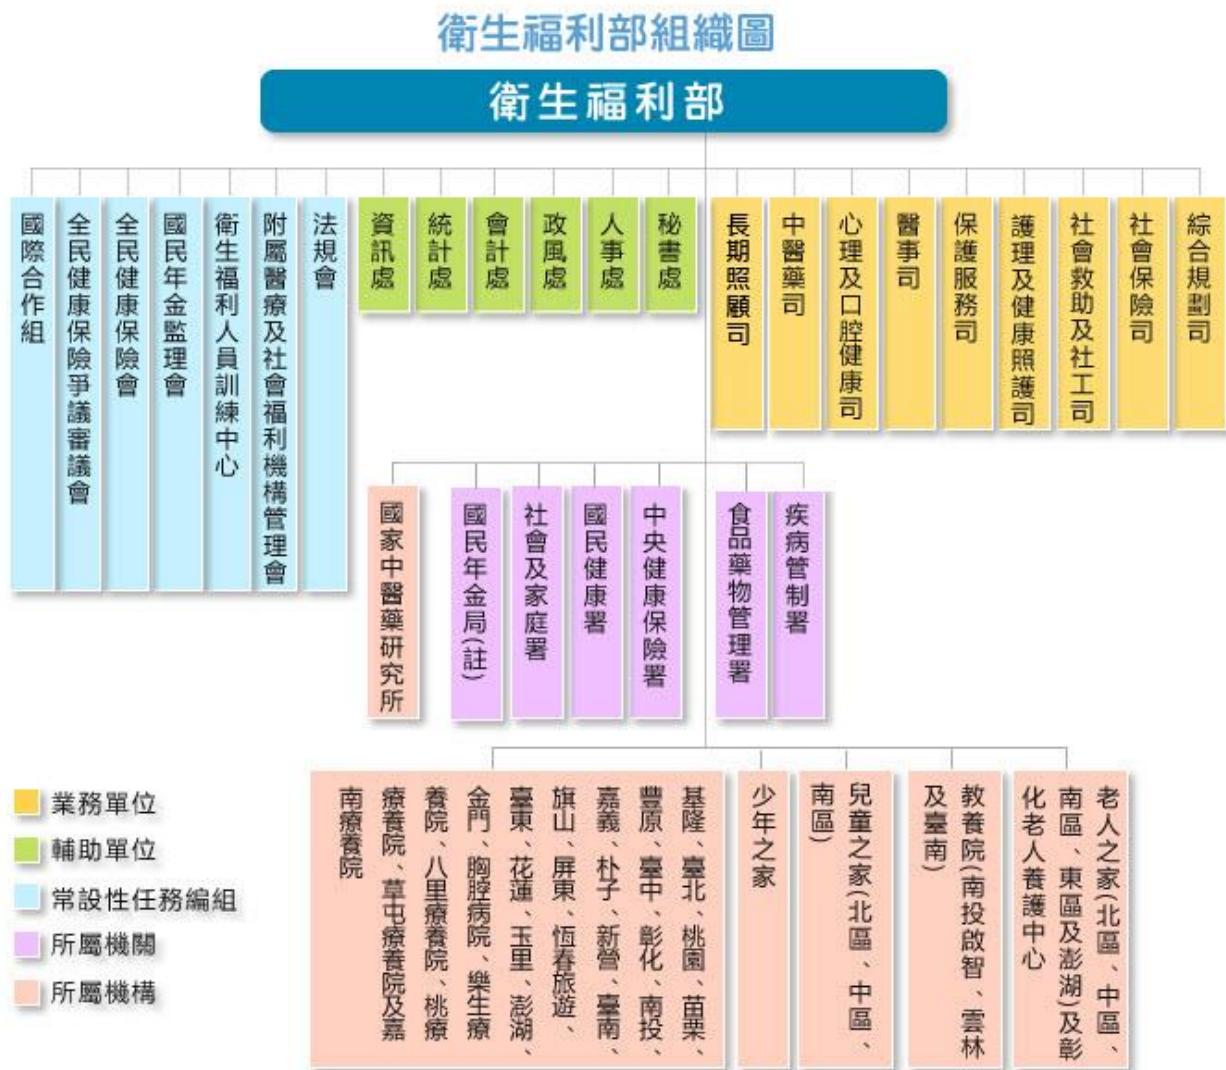 衛生福利部組織圖
衛生福利部
國際合作組
全民健康保險爭議審議會
全民健康保險會
國民年金監理會
衛生福利人員訓練中心
附屬醫療及社會福利機構管理會
法規會
資訊處
統計處
會計處
政風處
人事處
秘書處
長期照顧司
中醫藥司
心理及口腔健康司
醫事司
保護服務司
護理及健康照護司
社會救助及社工司
社會保險司
綜合規劃司
國家中醫藥研究所
國民年金局(註)
社會及家庭署
國民健康署
中央健康保險署
食品藥物管理署
疾病管制署
基隆、臺北、桃園、苗栗、
豐原、臺中、彰化、南投、
嘉義、朴子、新營、臺南、
旗山、屏東、恆春旅遊、
臺東、花蓮、玉里、澎湖、
金門、胸腔病院、樂生療
養院、八里療養院、桃療
療養院、草屯療養院及嘉
南療養院
少年之家
兒童之家(北區、中區、
南區)
教養院(南投啟智、雲林
及臺南)
老人之家(北區、中區、
南區、東區及澎湖)及彰
化老人養護中心
業務單位
輔助單位
常設性任務編組
所屬機關
所屬機構